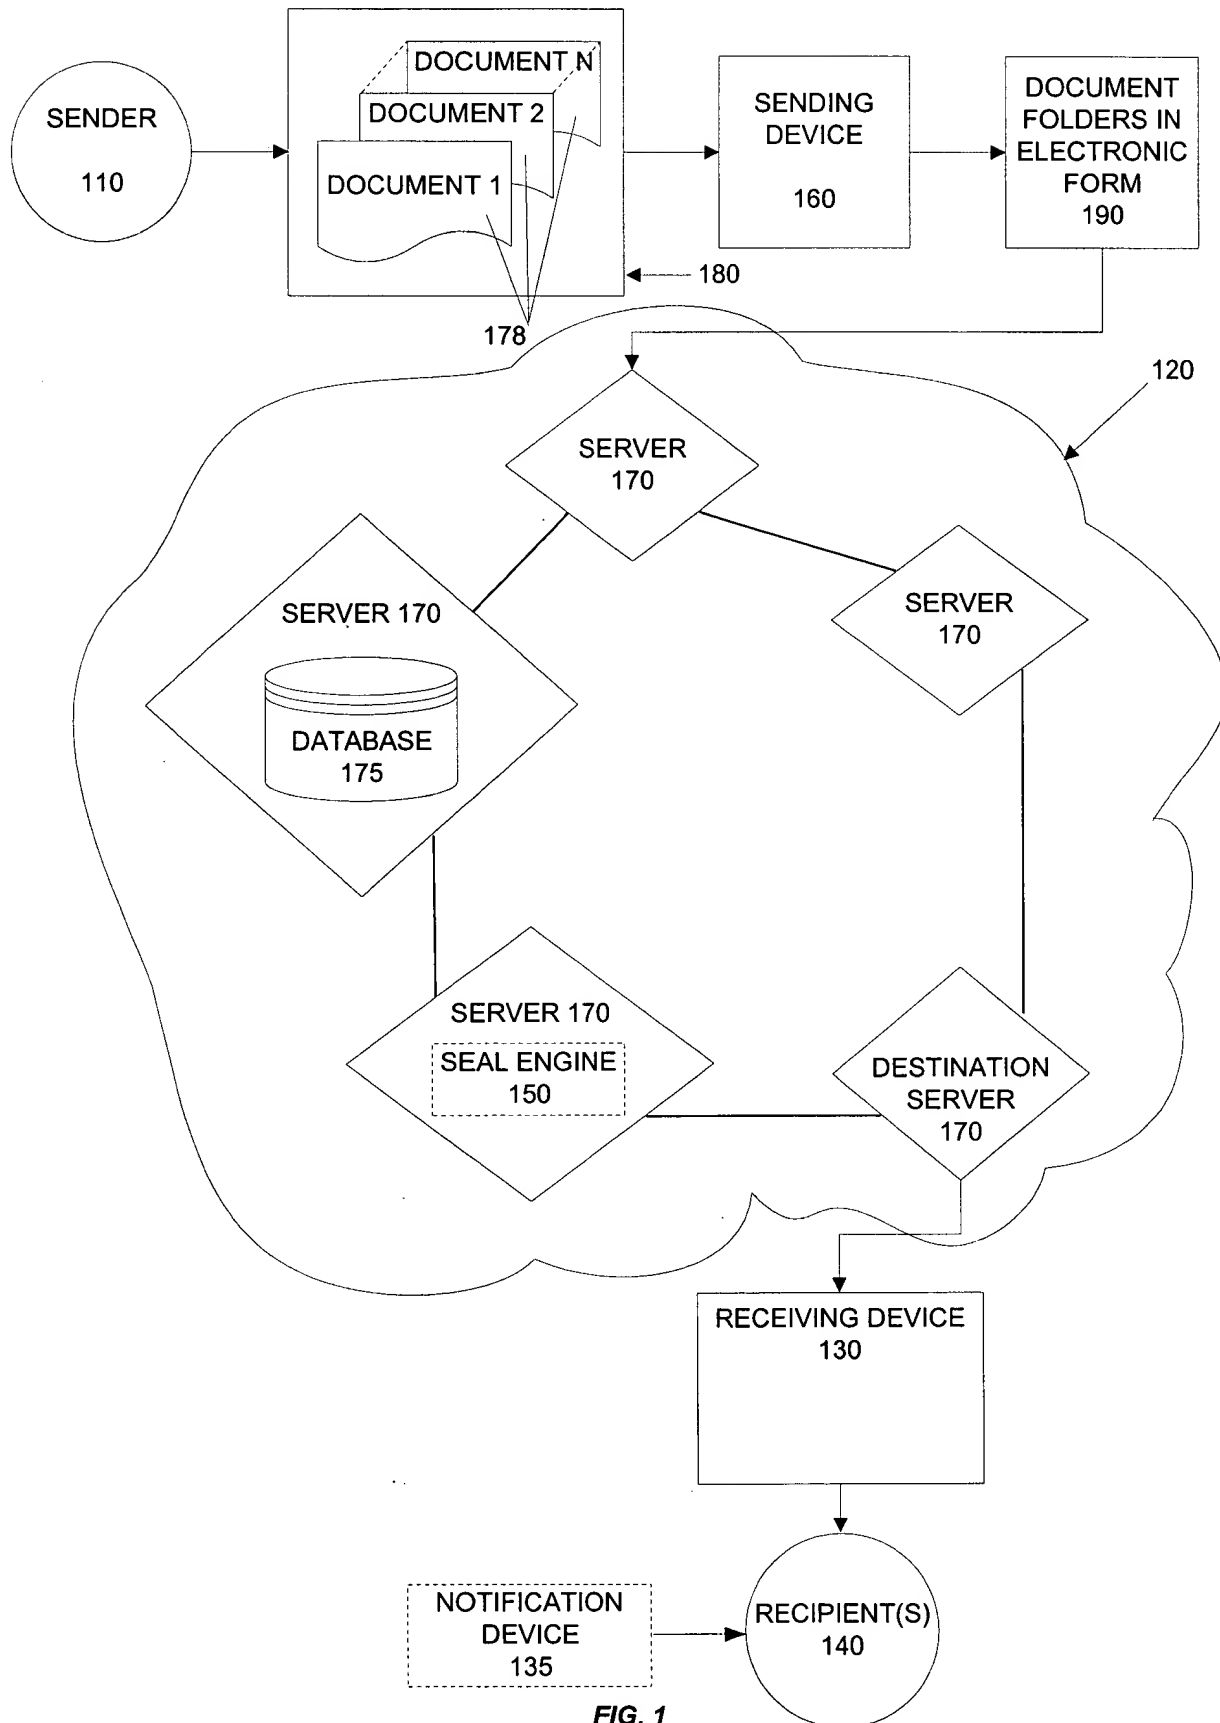 SENDER
110
DOCUMENT N
DOCUMENT 2
DOCUMENT 1
SENDING
DEVICE
160
DOCUMENT
FOLDERS IN
ELECTRONIC
FORM
190
180
178
120
SERVER
170
SERVER 170
DATABASE
175
SERVER
170
SERVER 170
SEAL ENGINE
150
DESTINATION
SERVER
170
RECEIVING DEVICE
130
NOTIFICATION
DEVICE
135
RECIPIENT(S)
140
FIG. 1